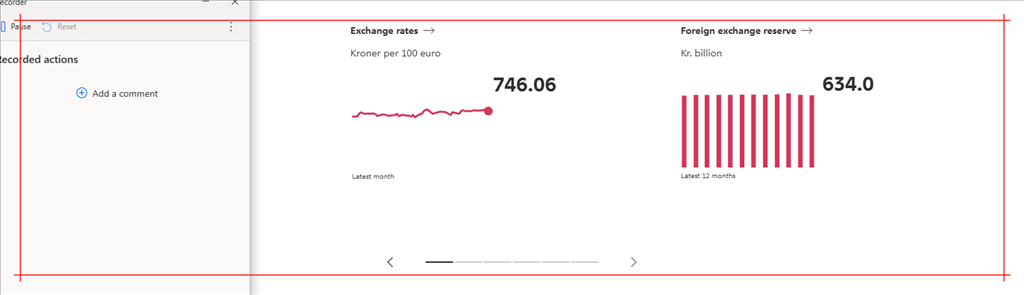 ecorder
Pause Reset
Recorded actions
Add a comment
Exchange rates
Kroner per 100 euro
746.06
Latest month
Foreign exchange reserve
Kr. billion
634.0
Latest 12 months